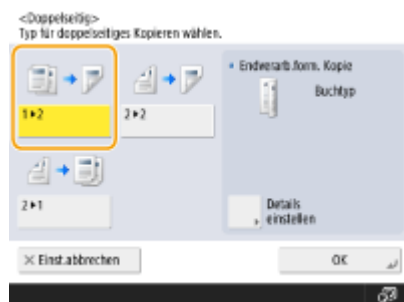 <Doppelseitig>
Typ für doppelseitiges Kopieren wählen.
Endverarb.form. Kopie
Buchtyp
1▶2
2▶2
2▶1
Details
einstellen
× Einst.abbrechen
OK